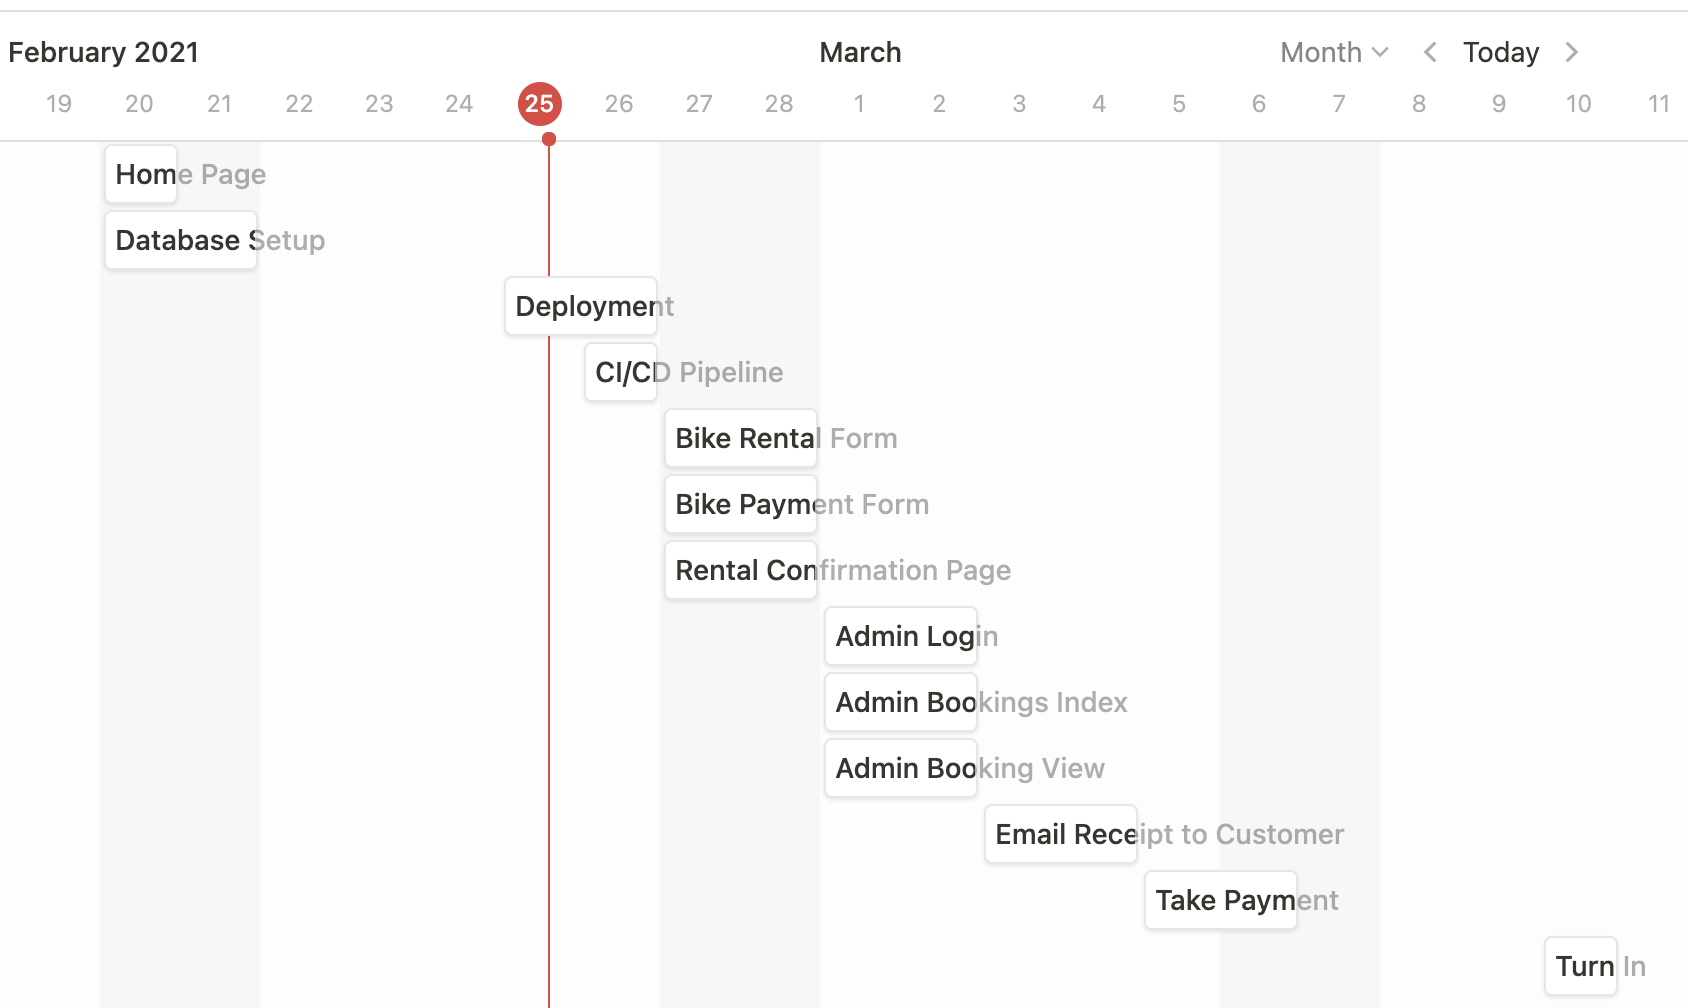 February 2021 March Month Today
19 20 21 22 23 24 25 26 27 28 1 2 3 4 5 6 7 8 9 10 11
Home Page
Database Setup
Deployment
CI/CD Pipeline
Bike Rental Form
Bike Payment Form
Rental Confirmation Page
Admin Login
Admin Bookings Index
Admin Booking View
Email Receipt to Customer
Take Payment
Turn In